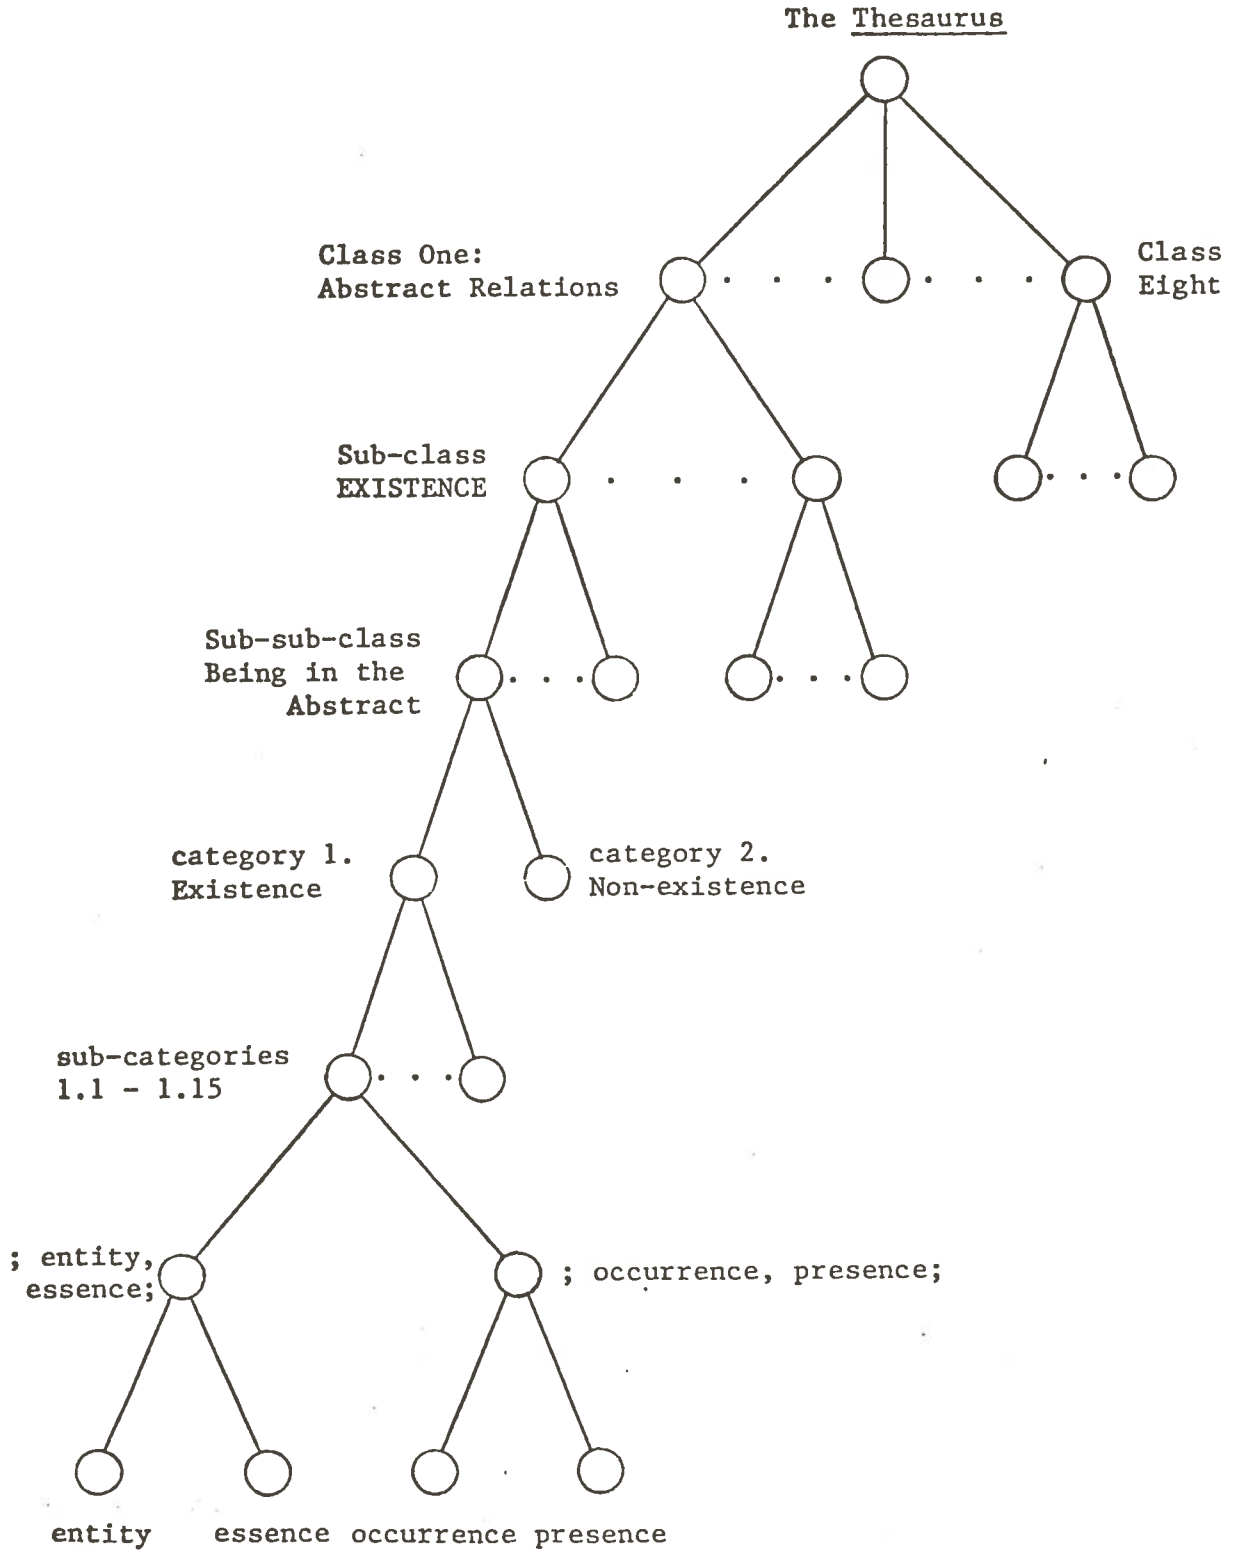 The Thesaurus
Class One:
Abstract Relations
Class
Eight
Sub-class
EXISTENCE
Sub-sub-class
Being in the
Abstract
category 1.
Existence
category 2.
Non-existence
sub-categories
1.1 - 1.15
; entity,
essence;
; occurrence, presence;
entity essence occurrence presence